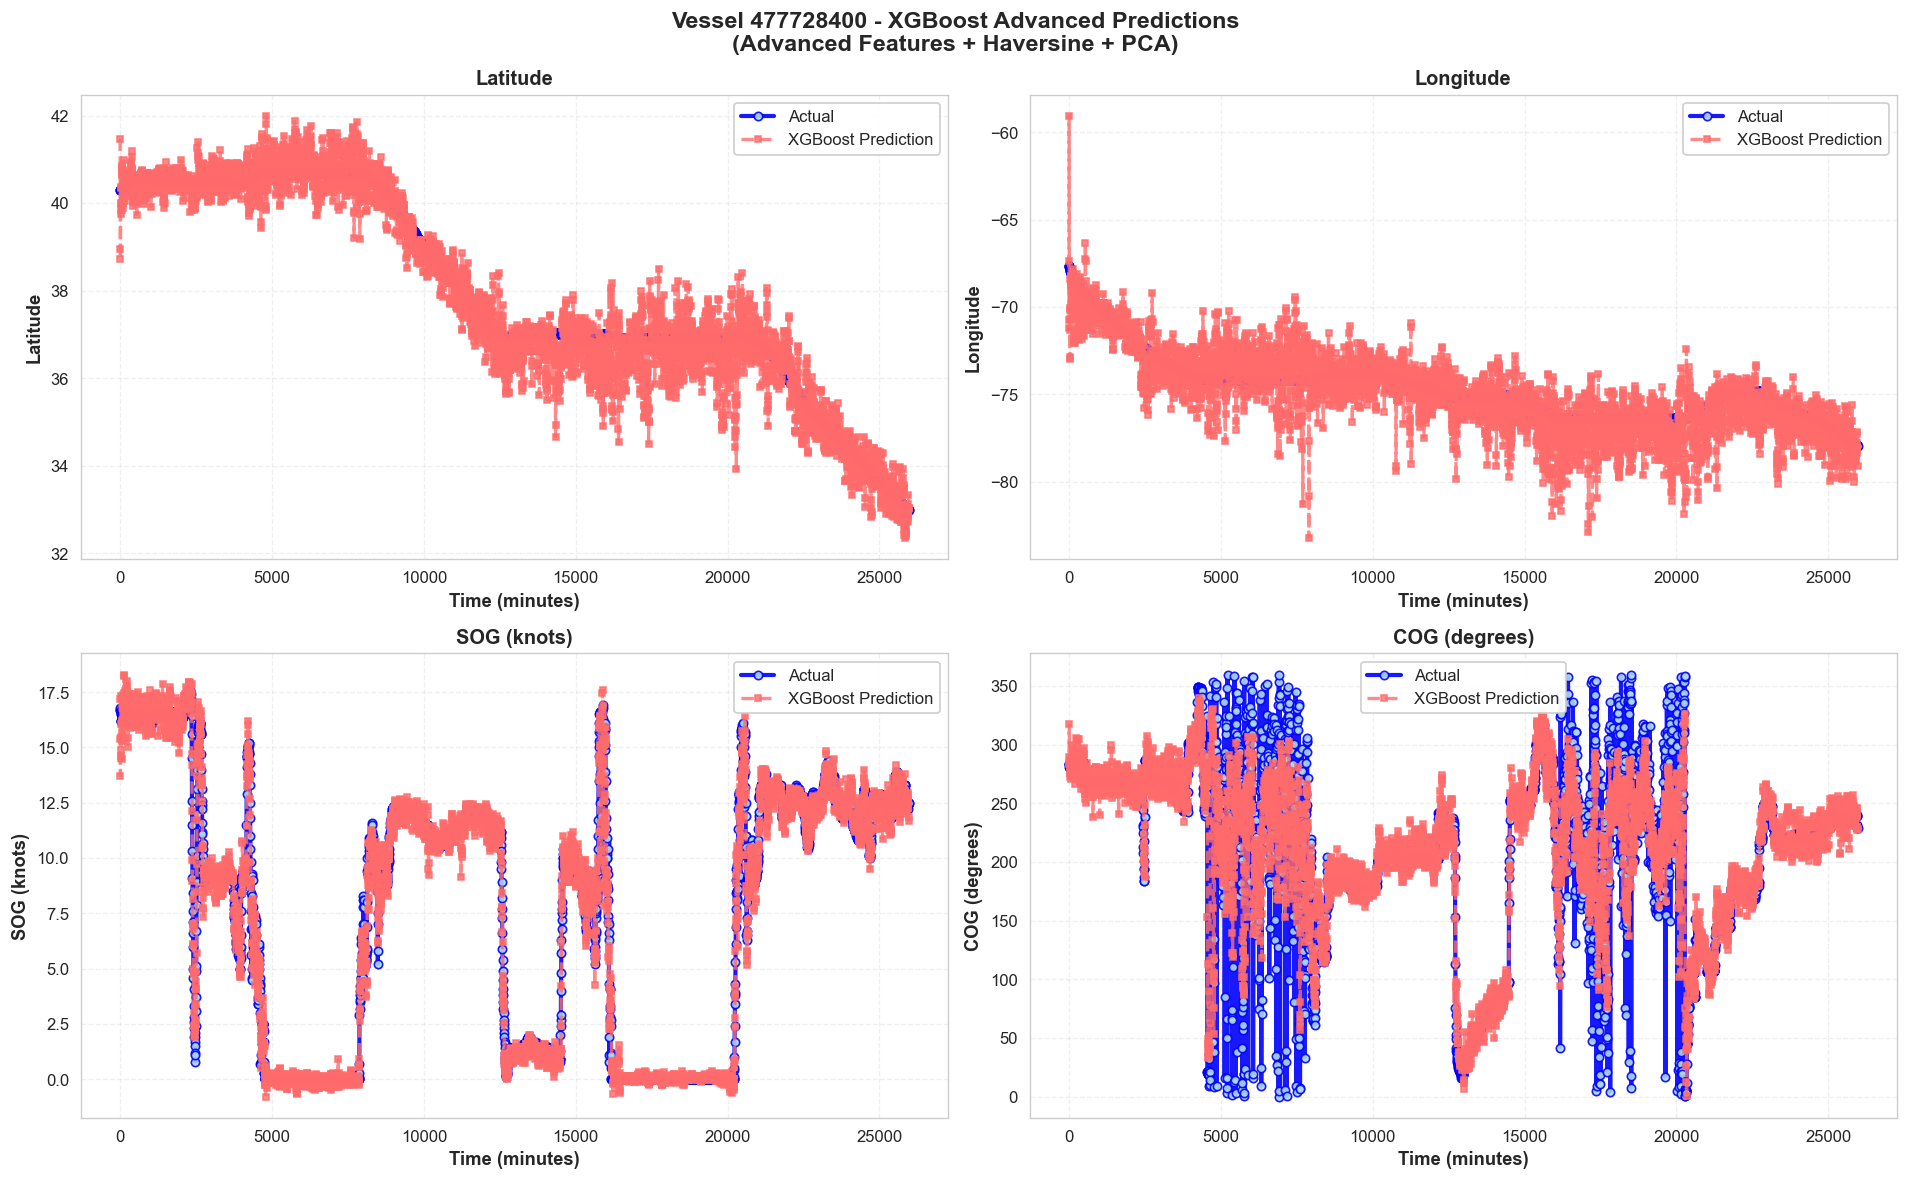 Vessel 477728400 - XGBoost Advanced Predictions
(Advanced Features + Haversine + PCA)
Latitude
Actual
XGBoost Prediction
42
40
38
36
34
32
Latitude
0 5000 10000 15000 20000 25000
Time (minutes)
Longitude
Actual
XGBoost Prediction
−60
−65
−70
−75
−80
Longitude
0 5000 10000 15000 20000 25000
Time (minutes)
SOG (knots)
Actual
XGBoost Prediction
17.5
15.0
12.5
10.0
7.5
5.0
2.5
0.0
SOG (knots)
0 5000 10000 15000 20000 25000
Time (minutes)
COG (degrees)
Actual
XGBoost Prediction
350
300
250
200
150
100
50
0
COG (degrees)
0 5000 10000 15000 20000 25000
Time (minutes)